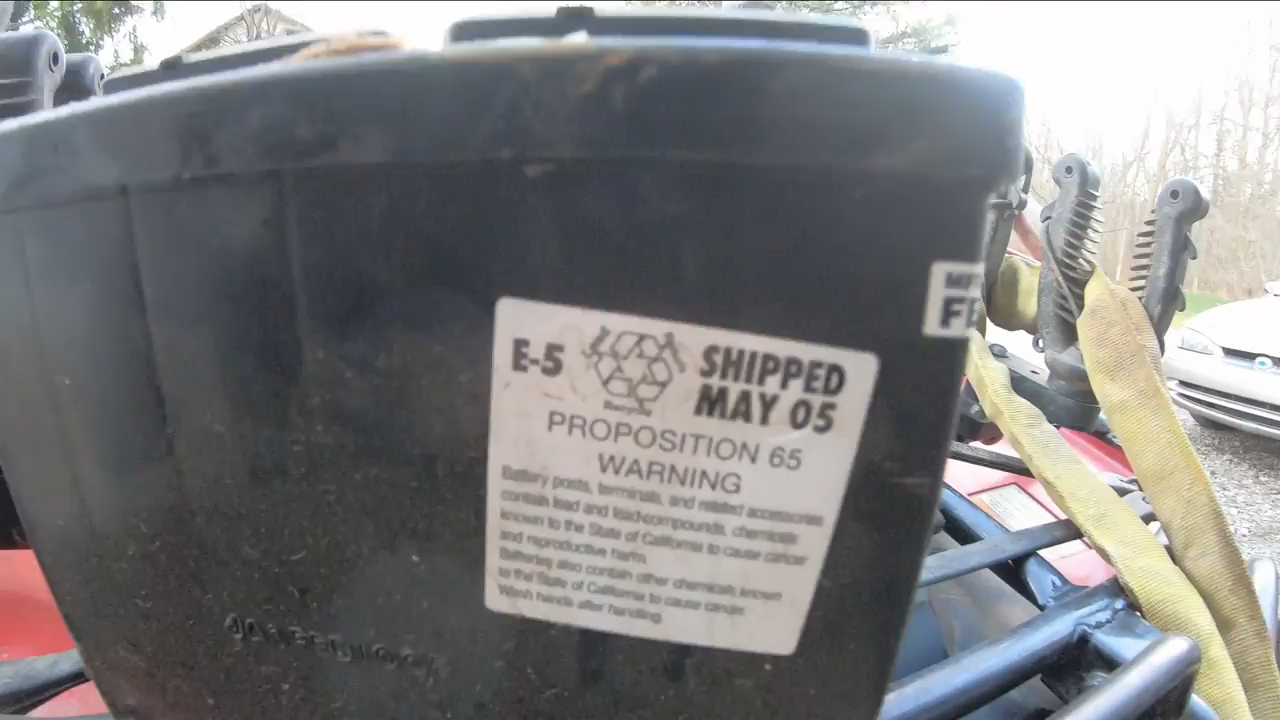 E-5
SHIPPED
MAY 05
Recycle
PROPOSITION 65
WARNING
Battery posts, terminals, and related accessories
contain lead and lead compounds, chemicals
known to the State of California to cause cancer
and reproductive harm.
Batteries also contain other chemicals known
to the State of California to cause cancer.
Wash hands after handling.